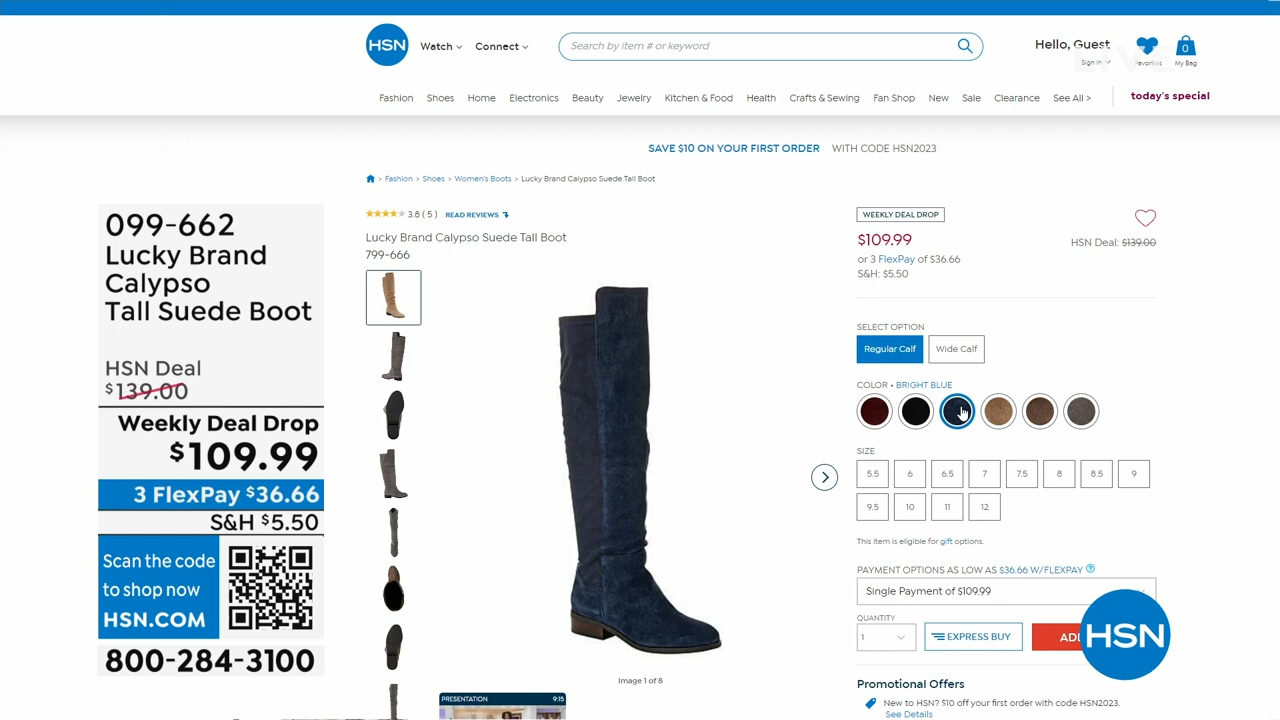 HSN
Watch
Connect
Search by item # or keyword
Hello, Guest
Sign In
Favorites
0
My Bag
Fashion Shoes Home Electronics Beauty Jewelry Kitchen & Food Health Crafts & Sewing Fan Shop New Sale Clearance See All > today's special
SAVE $10 ON YOUR FIRST ORDER WITH CODE HSN2023
> Fashion > Shoes > Women's Boots > Lucky Brand Calypso Suede Tall Boot
099-662
Lucky Brand
Calypso
Tall Suede Boot
HSN Deal
$139.00
Weekly Deal Drop
$109.99
3 FlexPay $36.66
S&H $5.50
Scan the code
to shop now
HSN.COM
800-284-3100
3.8 ( 5 ) READ REVIEWS
Lucky Brand Calypso Suede Tall Boot
799-666
Image 1 of 8
PRESENTATION 9:15
WEEKLY DEAL DROP
$109.99
HSN Deal: $139.00
or 3 FlexPay of $36.66
S&H: $5.50
SELECT OPTION
Regular Calf Wide Calf
COLOR • BRIGHT BLUE
SIZE
5.5 6 6.5 7 7.5 8 8.5 9
9.5 10 11 12
This item is eligible for gift options.
PAYMENT OPTIONS AS LOW AS $36.66 W/FLEXPAY ?
Single Payment of $109.99
QUANTITY
1
EXPRESS BUY
HSN
Promotional Offers
New to HSN? $10 off your first order with code HSN2023.
See Details